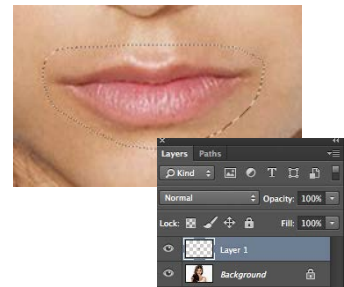 Layers Paths
Kind
Normal Opacity: 100%
Lock: Fill: 100%
Layer 1
Background